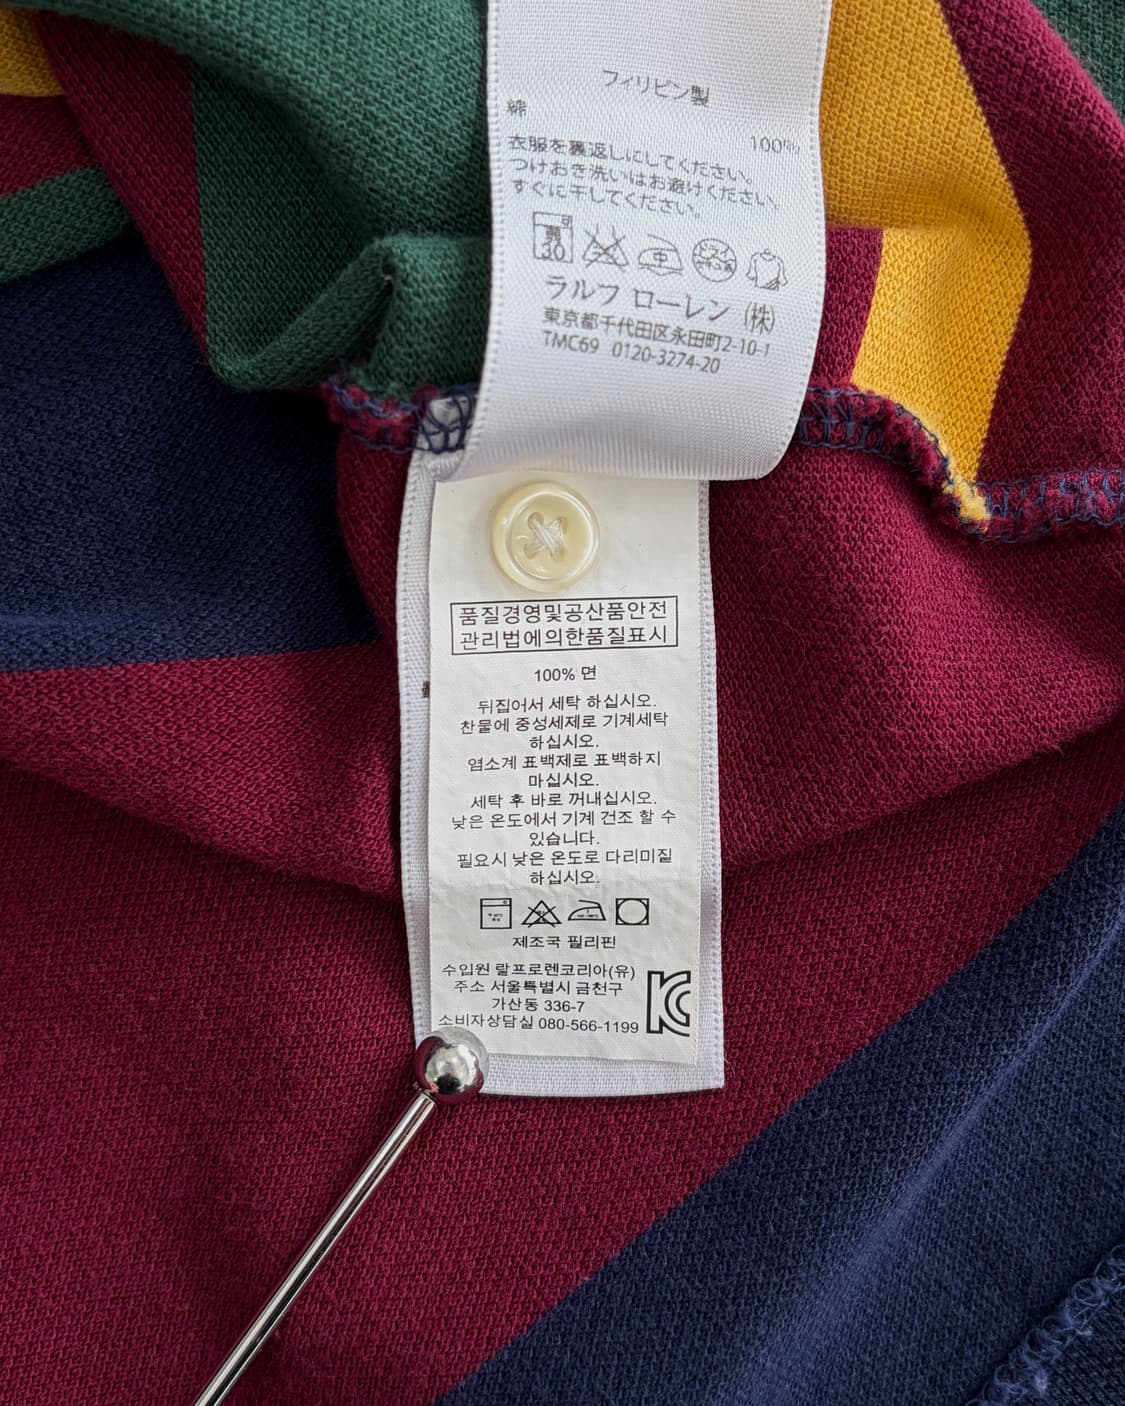 フィリピン製
綿 100%
衣服を裏返しにしてください。
つけおき洗いはお避けください。
すぐに干してください。
弱 30 中
ラルフ ローレン (株)
東京都千代田区永田町2-10-1
TMC69 0120-3274-20
품질경영및공산품안전
관리법에의한품질표시
100% 면
뒤집어서 세탁 하십시오.
찬물에 중성세제로 기계세탁
하십시오.
염소계 표백제로 표백하지
마십시오.
세탁 후 바로 꺼내십시오.
낮은 온도에서 기계 건조 할 수
있습니다.
필요시 낮은 온도로 다리미질
하십시오.
제조국 필리핀
수입원 랄프로렌코리아(유)
주소 서울특별시 금천구
가산동 336-7
소비자상담실 080-566-1199